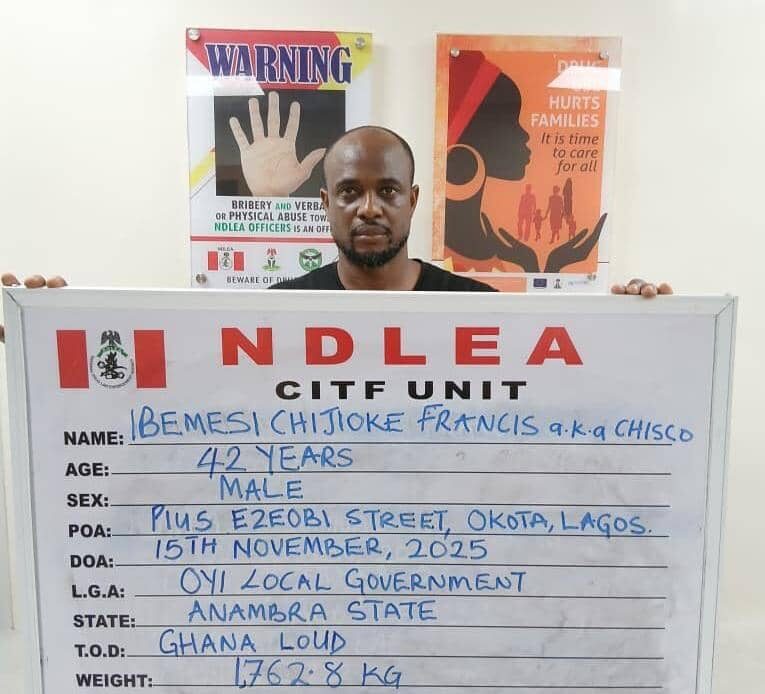 WARNING
BRIBERY AND VERBA
OR PHYSICAL ABUSE TOW
NDLEA OFFICERS IS AN OFF
NDLEA
BEWARE OF DRU
DRUG
HURTS
FAMILIES
It is time
to care
for all
NDLEA
CITF UNIT
NAME: IBEMESI CHIJIOKE FRANCIS a.k.a CHISCO
AGE: 42 YEARS
SEX: MALE
POA: PIUS EZEOBI STREET, OKOTA, LAGOS.
DOA: 15TH NOVEMBER, 2025
L.G.A: OYI LOCAL GOVERNMENT
STATE: ANAMBRA STATE
T.O.D: GHANA LOUD
WEIGHT: 1,762.8 KG